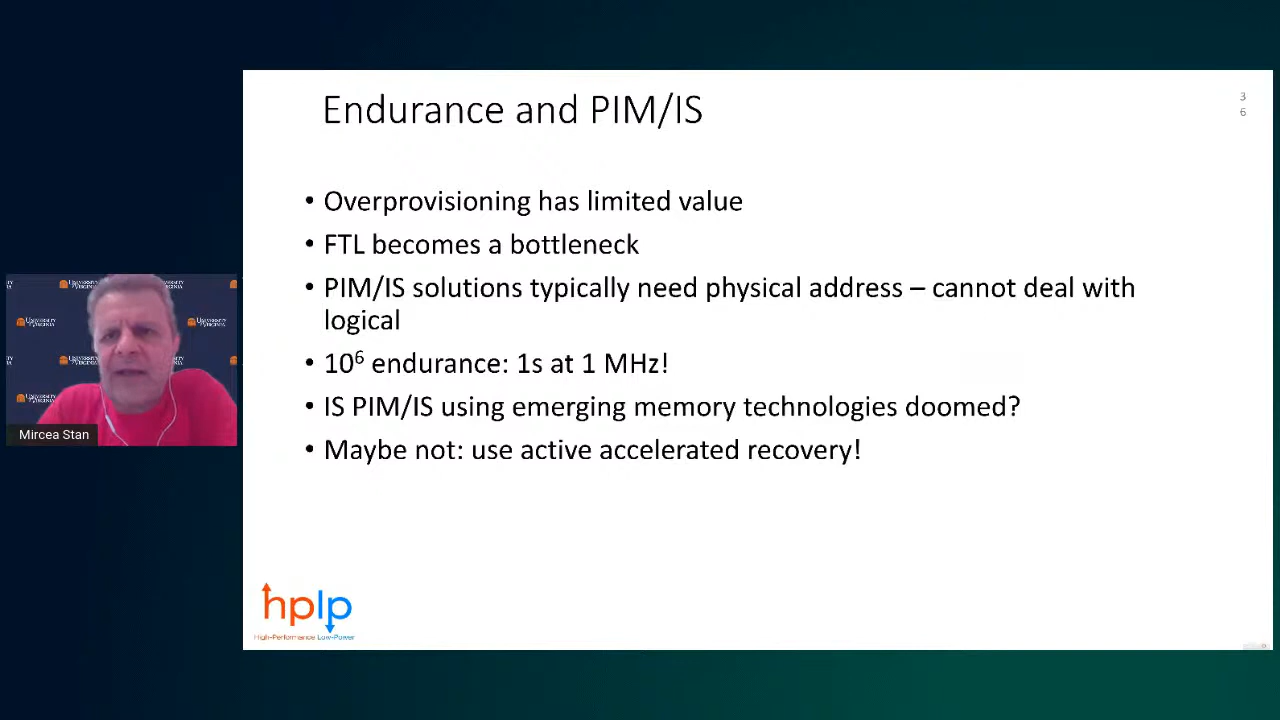 Endurance and PIM/IS
3
6
• Overprovisioning has limited value
• FTL becomes a bottleneck
• PIM/IS solutions typically need physical address – cannot deal with
logical
• 10⁶ endurance: 1s at 1 MHz!
• IS PIM/IS using emerging memory technologies doomed?
• Maybe not: use active accelerated recovery!
UNIVERSITY
VIRGINIA
Mircea Stan
hplp
High-Performance Low-Power